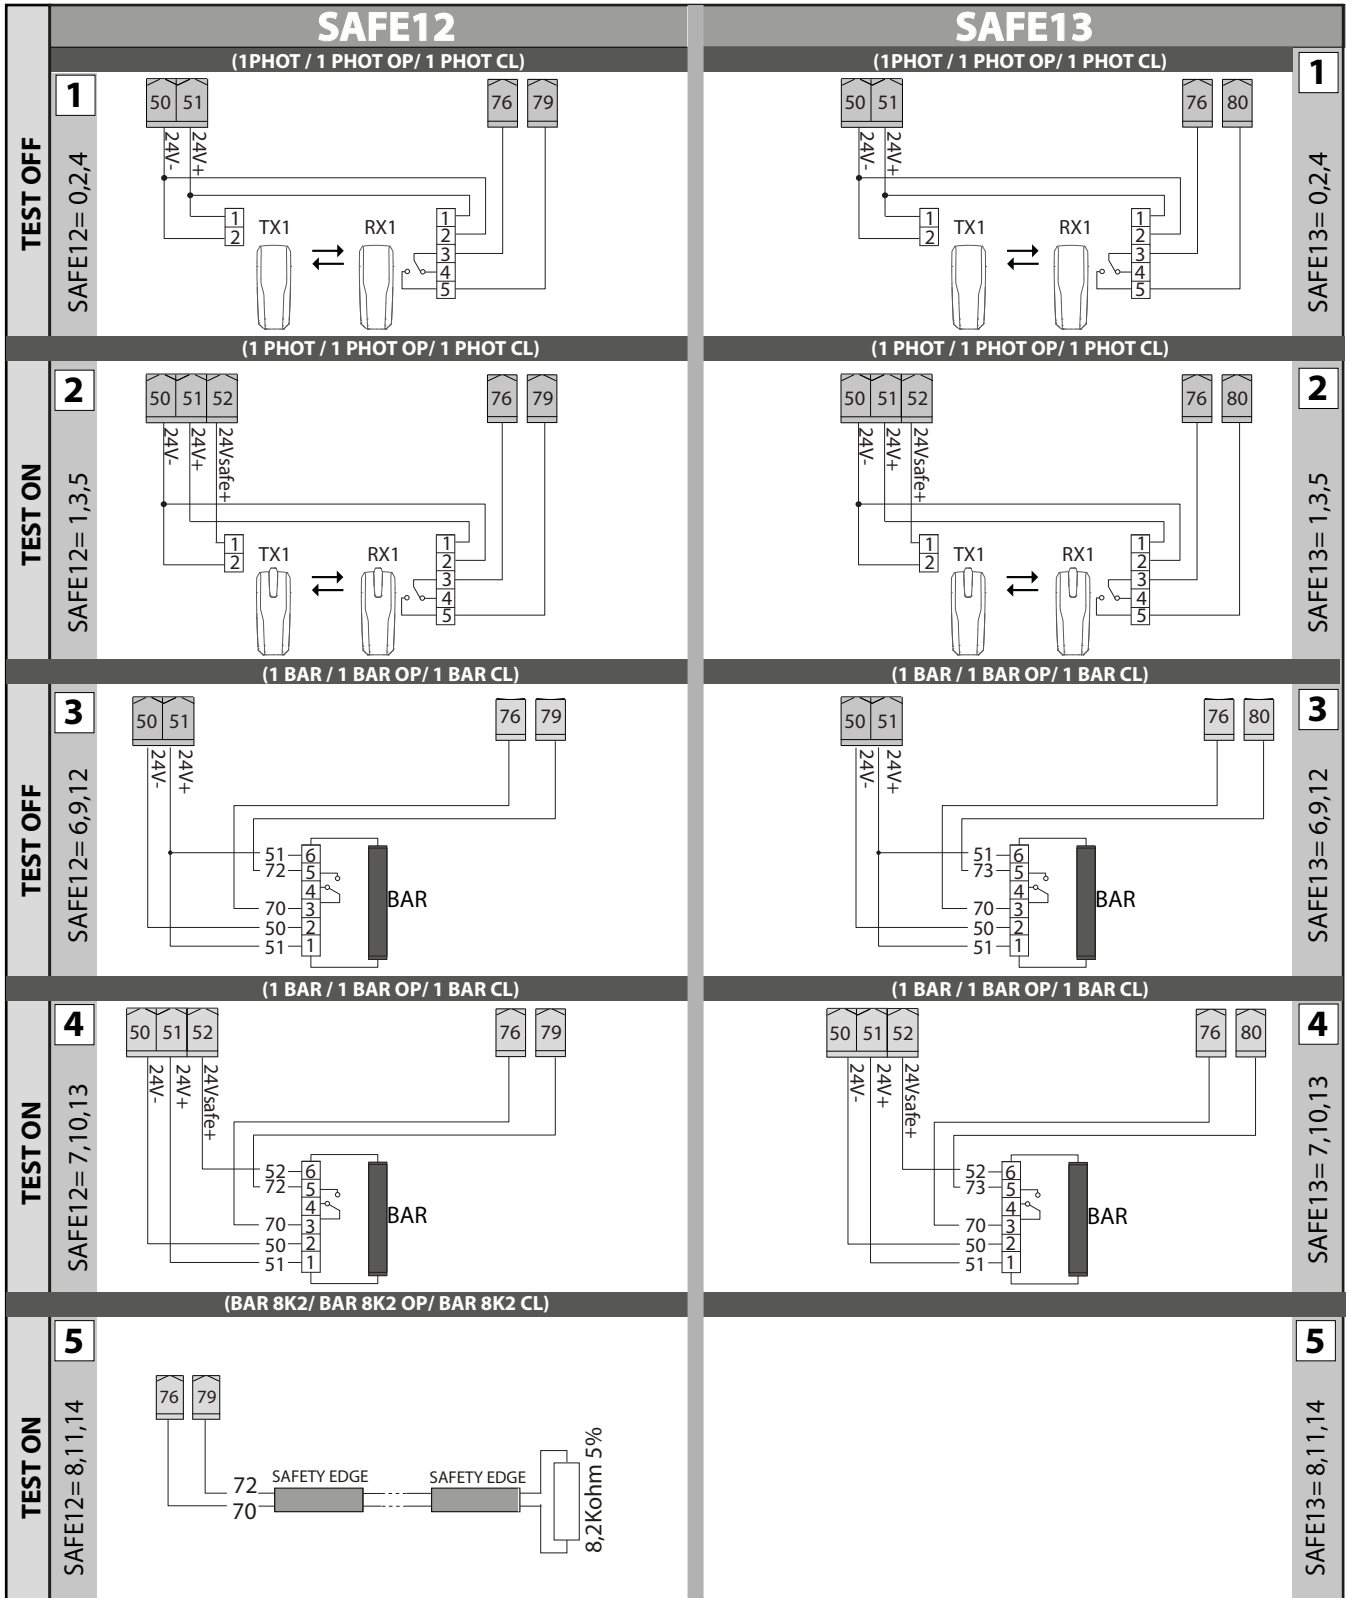 SAFE12
SAFE13
(1PHOT / 1 PHOT OP/ 1 PHOT CL)
(1PHOT / 1 PHOT OP/ 1 PHOT CL)
TEST OFF
1
SAFE12= 0,2,4
50 51
76 79
24V-
24V+
1
2
TX1
RX1
1
2
3
4
5
50 51
76 80
24V-
24V+
1
2
TX1
RX1
1
2
3
4
5
1
SAFE13= 0,2,4
(1 PHOT / 1 PHOT OP/ 1 PHOT CL)
(1 PHOT / 1 PHOT OP/ 1 PHOT CL)
TEST ON
2
SAFE12= 1,3,5
50 51 52
76 79
24V-
24V+
24Vsafe+
1
2
TX1
RX1
1
2
3
4
5
50 51 52
76 80
24V-
24V+
24Vsafe+
1
2
TX1
RX1
1
2
3
4
5
2
SAFE13= 1,3,5
(1 BAR / 1 BAR OP/ 1 BAR CL)
(1 BAR / 1 BAR OP/ 1 BAR CL)
TEST OFF
3
SAFE12= 6,9,12
50 51
76 79
24V-
24V+
51 6
72 5
4
70 3
50 2
51 1
BAR
50 51
76 80
24V-
24V+
51 6
73 5
4
70 3
50 2
51 1
BAR
3
SAFE13= 6,9,12
(1 BAR / 1 BAR OP/ 1 BAR CL)
(1 BAR / 1 BAR OP/ 1 BAR CL)
TEST ON
4
SAFE12= 7,10,13
50 51 52
76 79
24V-
24V+
24Vsafe+
52 6
72 5
4
70 3
50 2
51 1
BAR
50 51 52
76 80
24V-
24V+
24Vsafe+
52 6
73 5
4
70 3
50 2
51 1
BAR
4
SAFE13= 7,10,13
(BAR 8K2/ BAR 8K2 OP/ BAR 8K2 CL)
TEST ON
5
SAFE12= 8,11,14
76 79
72
70
SAFETY EDGE
SAFETY EDGE
8,2Kohm 5%
5
SAFE13= 8,11,14